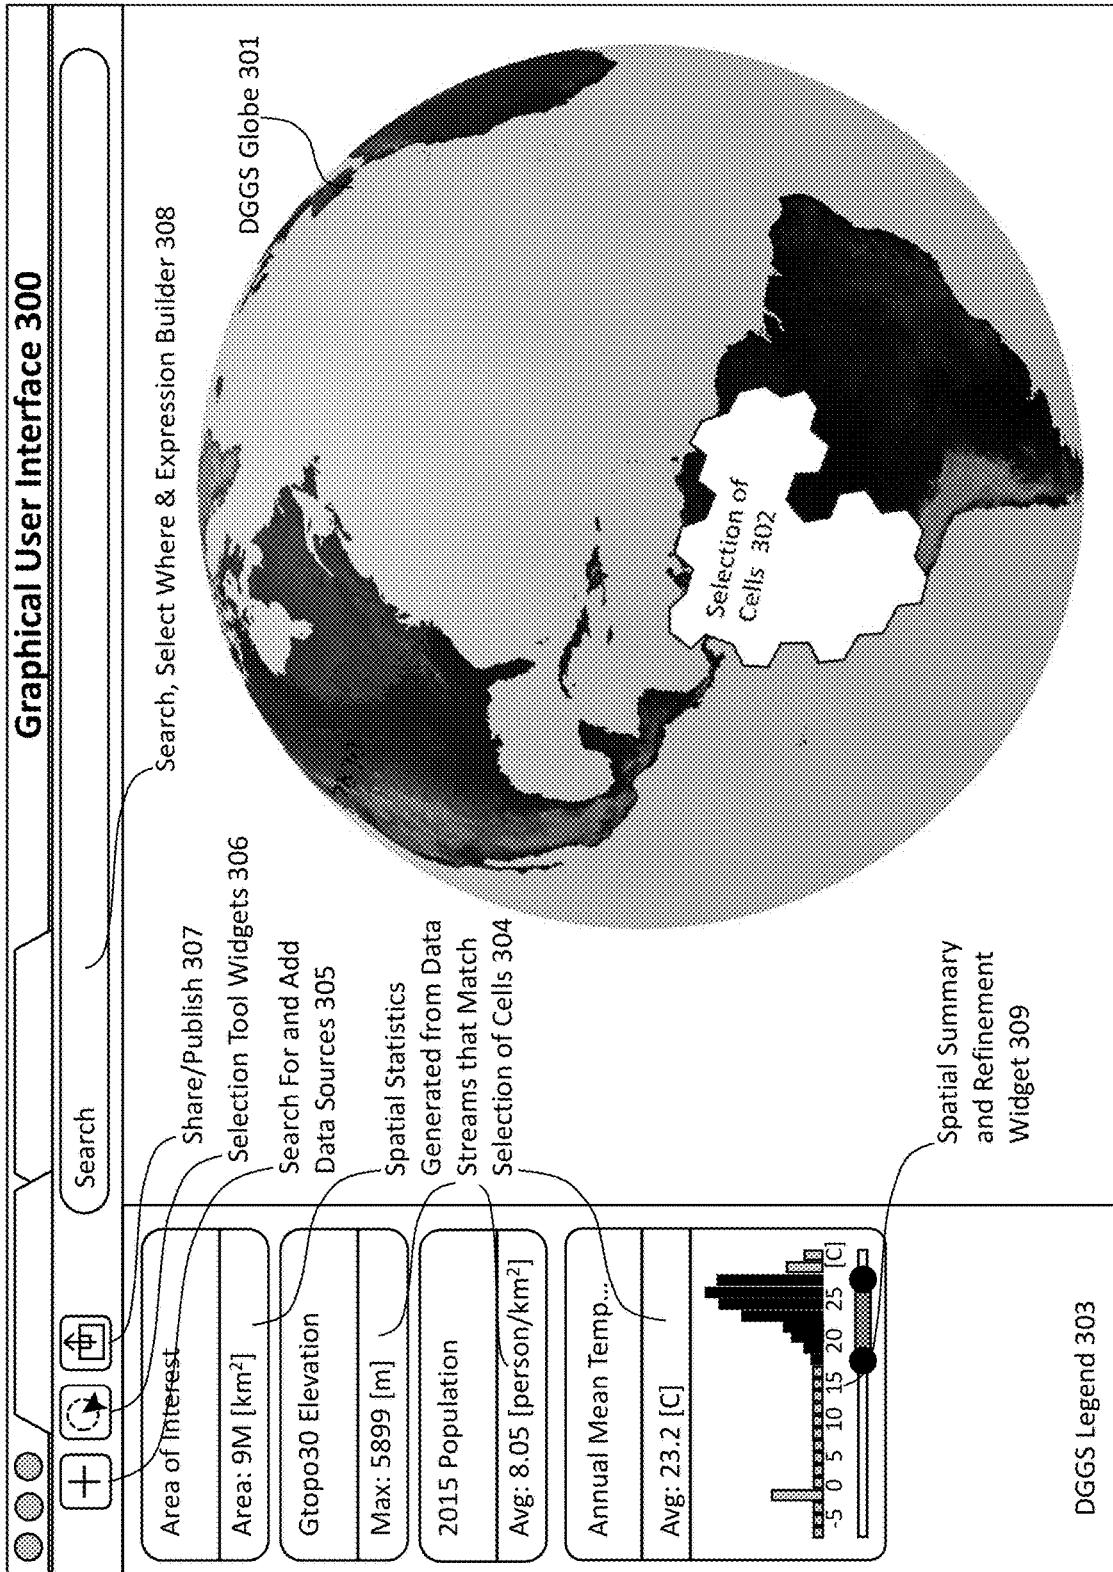 Graphical User Interface 300
Search
Search, Select Where & Expression Builder 308
Share/Publish 307
Selection Tool Widgets 306
Search For and Add
Data Sources 305
Spatial Statistics
Generated from Data
Streams that Match
Selection of Cells 304
DGGS Globe 301
Selection of
Cells 302
Area of Interest
Area: 9M [km²]
Gtopo30 Elevation
Max: 5899 [m]
2015 Population
Avg: 8.05 [person/km²]
Annual Mean Temp...
Avg: 23.2 [C]
-5 0 5 10 15 20 25 [C]
Spatial Summary
and Refinement
Widget 309
DGGS Legend 303